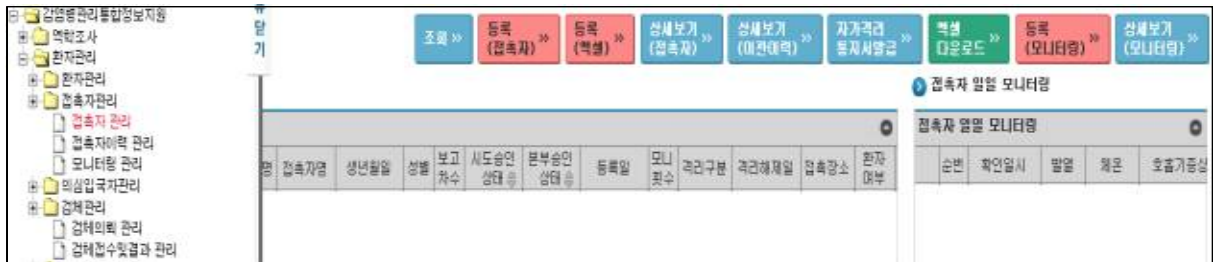 감염병관리통합정보지원
역학조사
환자관리
환자관리
접촉자관리
접촉자 관리
접촉자이력 관리
모니터링 관리
의심입국자관리
검체관리
검체의뢰 관리
검체접수및결과 관리
닫
기
조회 »
등록
(접촉자) »
등록
(엑셀) »
상세보기
(접촉자) »
상세보기
(이전이력) »
자가격리
통지서발급 »
엑셀
다운로드 »
등록
(모니터링) »
상세보기
(모니터링) »
접촉자 일일 모니터링
접촉자 일일 모니터링
명 접촉자명 생년월일 성별 보고차수 시도승인상태 본부승인상태 등록일 모니횟수 격리구분 격리해제일 접촉장소 환자여부
순번 확인일시 발열 체온 호흡기증상